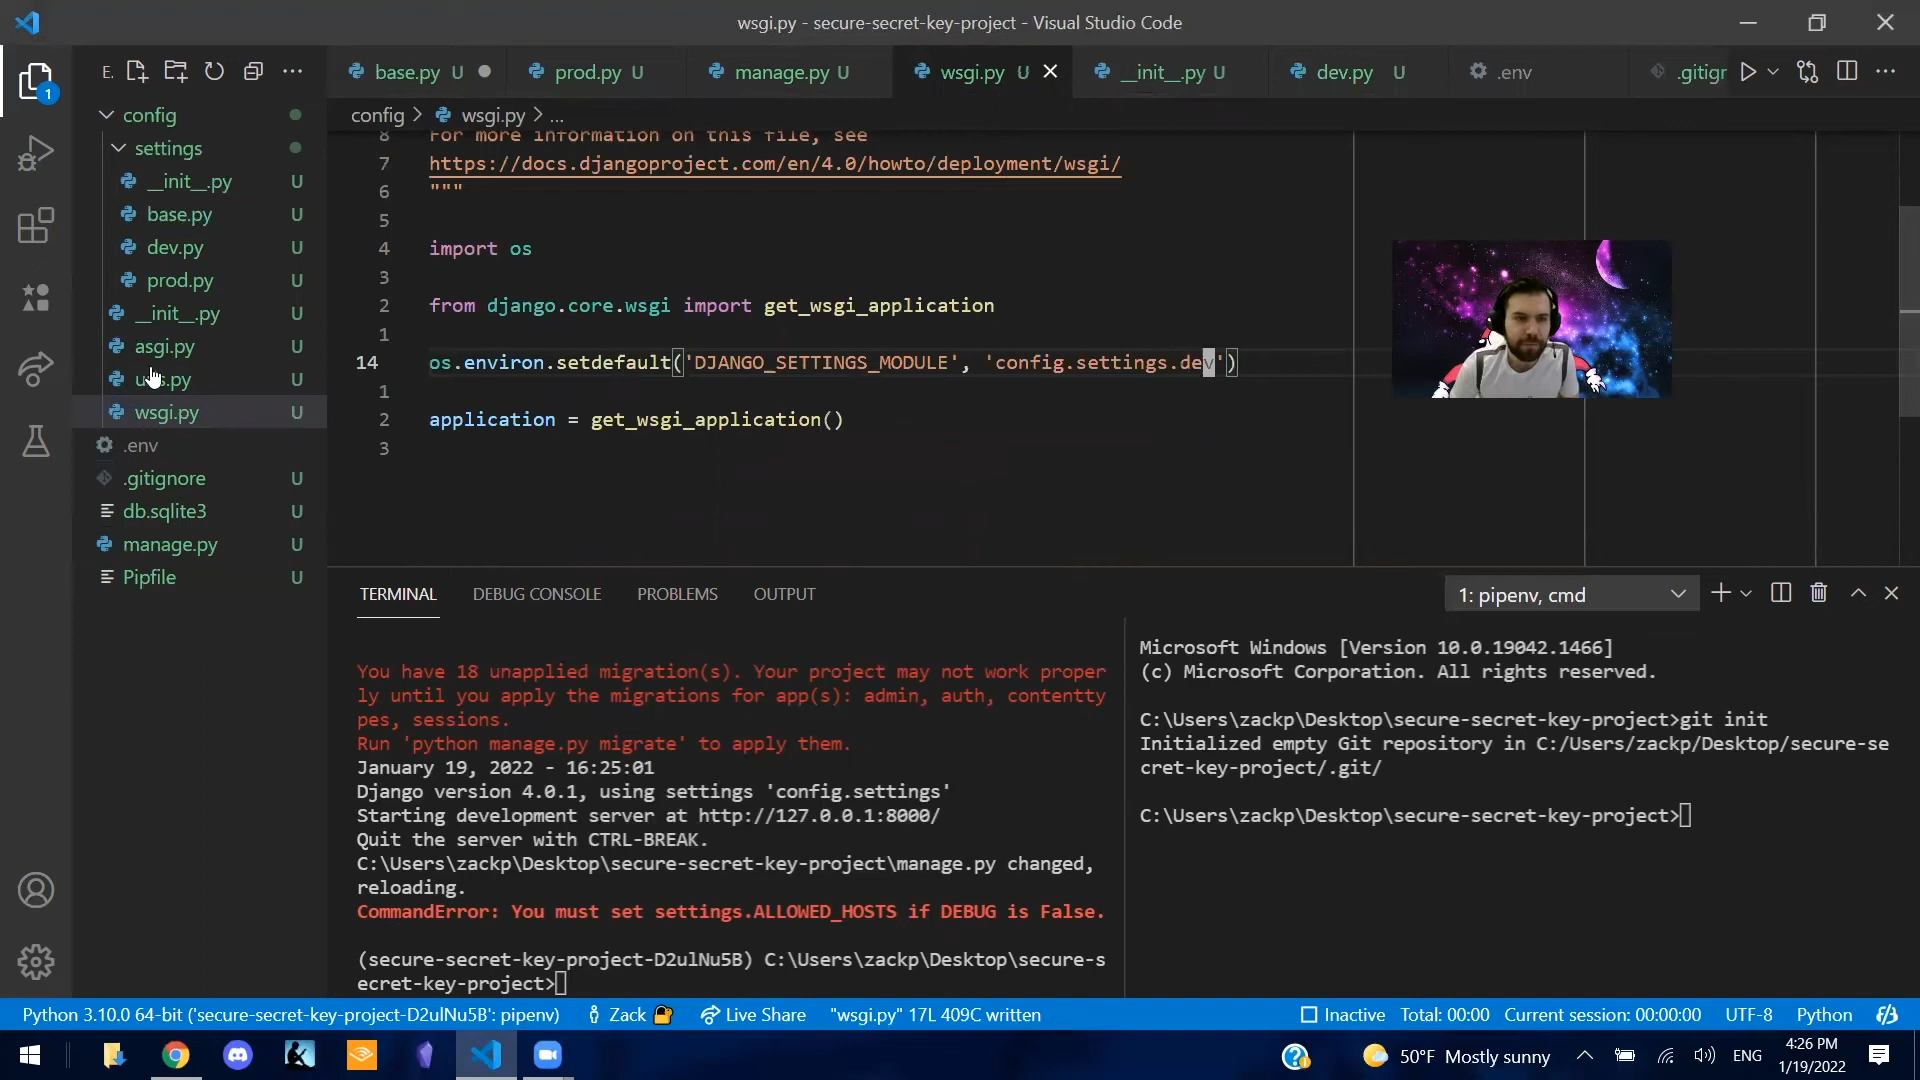 wsgi.py - secure-secret-key-project - Visual Studio Code
E.
base.py U
prod.py U
manage.py U
wsgi.py U
__init__.py U
dev.py U
.env
.gitigr
1
config
settings
__init__.py U
base.py U
dev.py U
prod.py U
__init__.py U
asgi.py U
U
wsgi.py U
.env
.gitignore U
db.sqlite3 U
manage.py U
Pipfile U
config > wsgi.py > ...
8 For more information on this file, see
7 https://docs.djangoproject.com/en/4.0/howto/deployment/wsgi/
6 """
5
4 import os
3
2 from django.core.wsgi import get_wsgi_application
1
14 os.environ.setdefault('DJANGO_SETTINGS_MODULE', 'config.settings.dev')
1
2 application = get_wsgi_application()
3
TERMINAL DEBUG CONSOLE PROBLEMS OUTPUT
1: pipenv, cmd
You have 18 unapplied migration(s). Your project may not work proper
ly until you apply the migrations for app(s): admin, auth, contentty
pes, sessions.
Run 'python manage.py migrate' to apply them.
January 19, 2022 - 16:25:01
Django version 4.0.1, using settings 'config.settings'
Starting development server at http://127.0.0.1:8000/
Quit the server with CTRL-BREAK.
C:\Users\zackp\Desktop\secure-secret-key-project\manage.py changed,
reloading.
CommandError: You must set settings.ALLOWED_HOSTS if DEBUG is False.
(secure-secret-key-project-D2ulNu5B) C:\Users\zackp\Desktop\secure-s
ecret-key-project>
Microsoft Windows [Version 10.0.19042.1466]
(c) Microsoft Corporation. All rights reserved.
C:\Users\zackp\Desktop\secure-secret-key-project>git init
Initialized empty Git repository in C:/Users/zackp/Desktop/secure-se
cret-key-project/.git/
C:\Users\zackp\Desktop\secure-secret-key-project>
Python 3.10.0 64-bit ('secure-secret-key-project-D2ulNu5B': pipenv) Zack Live Share "wsgi.py" 17L 409C written Inactive Total: 00:00 Current session: 00:00:00 UTF-8 Python
50°F Mostly sunny
ENG
4:26 PM
1/19/2022